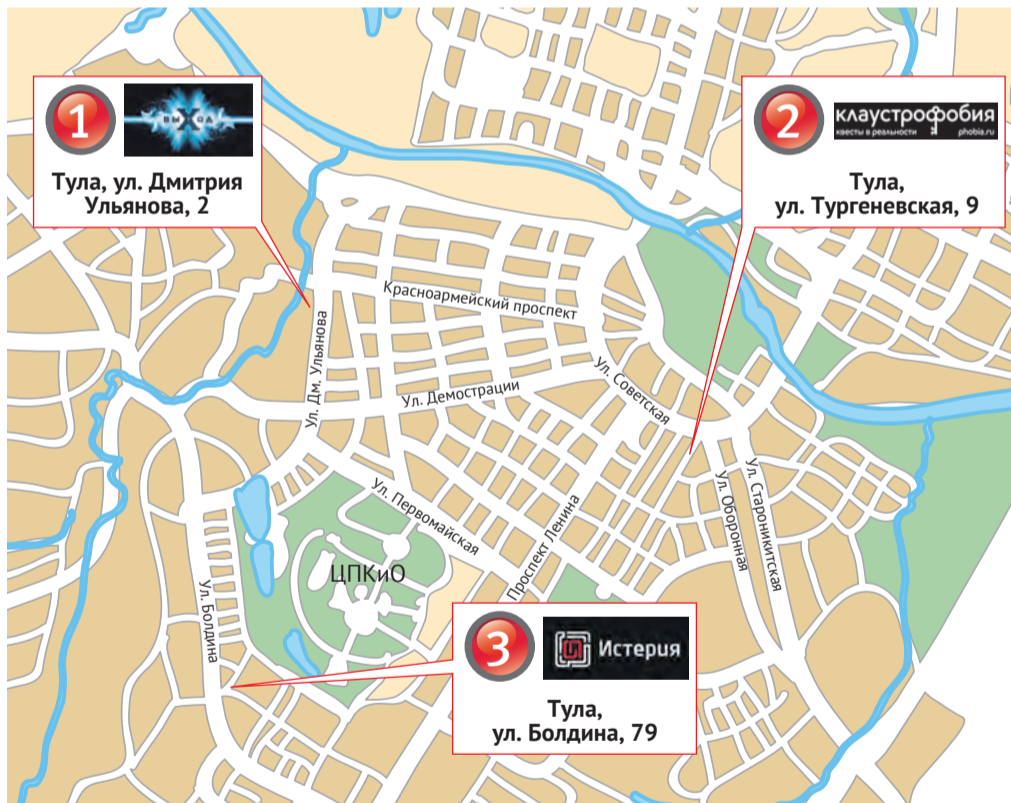 1
выход
Тула, ул. Дмитрия
Ульянова, 2
2
клаустрофобия
квесты в реальности phobia.ru
Тула,
ул. Тургеневская, 9
Красноармейский проспект
Ул. Дм. Ульянова
Ул. Демострации
Ул. Советская
Ул. Первомайская
Проспект Ленина
Ул. Оборонная
Ул. Староникитская
ЦПКиО
Ул. Болдина
3
Истерия
Тула,
ул. Болдина, 79